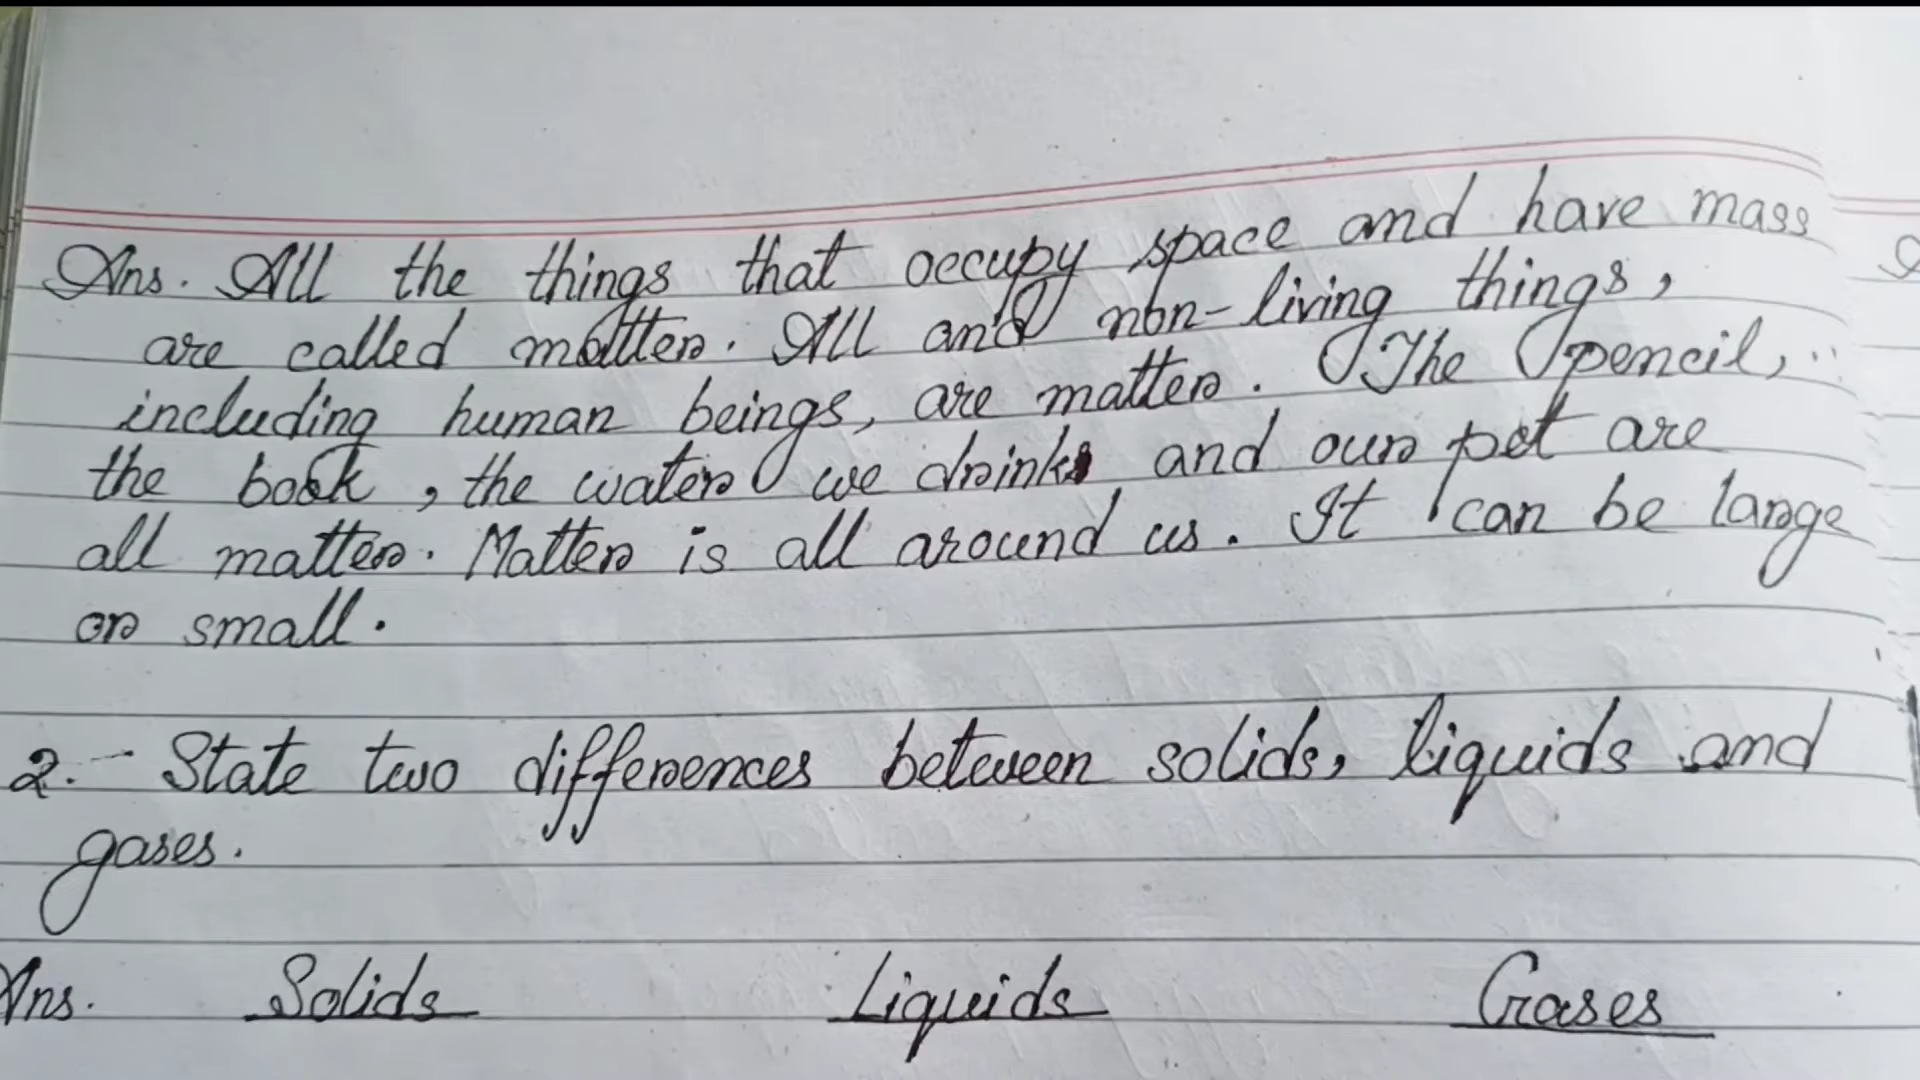 Ans. All the things that occupy space and have mass
are called matter. All and non-living things,
including human beings, are matter. The pencil,
the book, the water we drink and our pet are
all matter. Matter is all around us. It can be large
or small.
2.- State two differences between solids, liquids and
gases.
Ans. Solids Liquids Gases